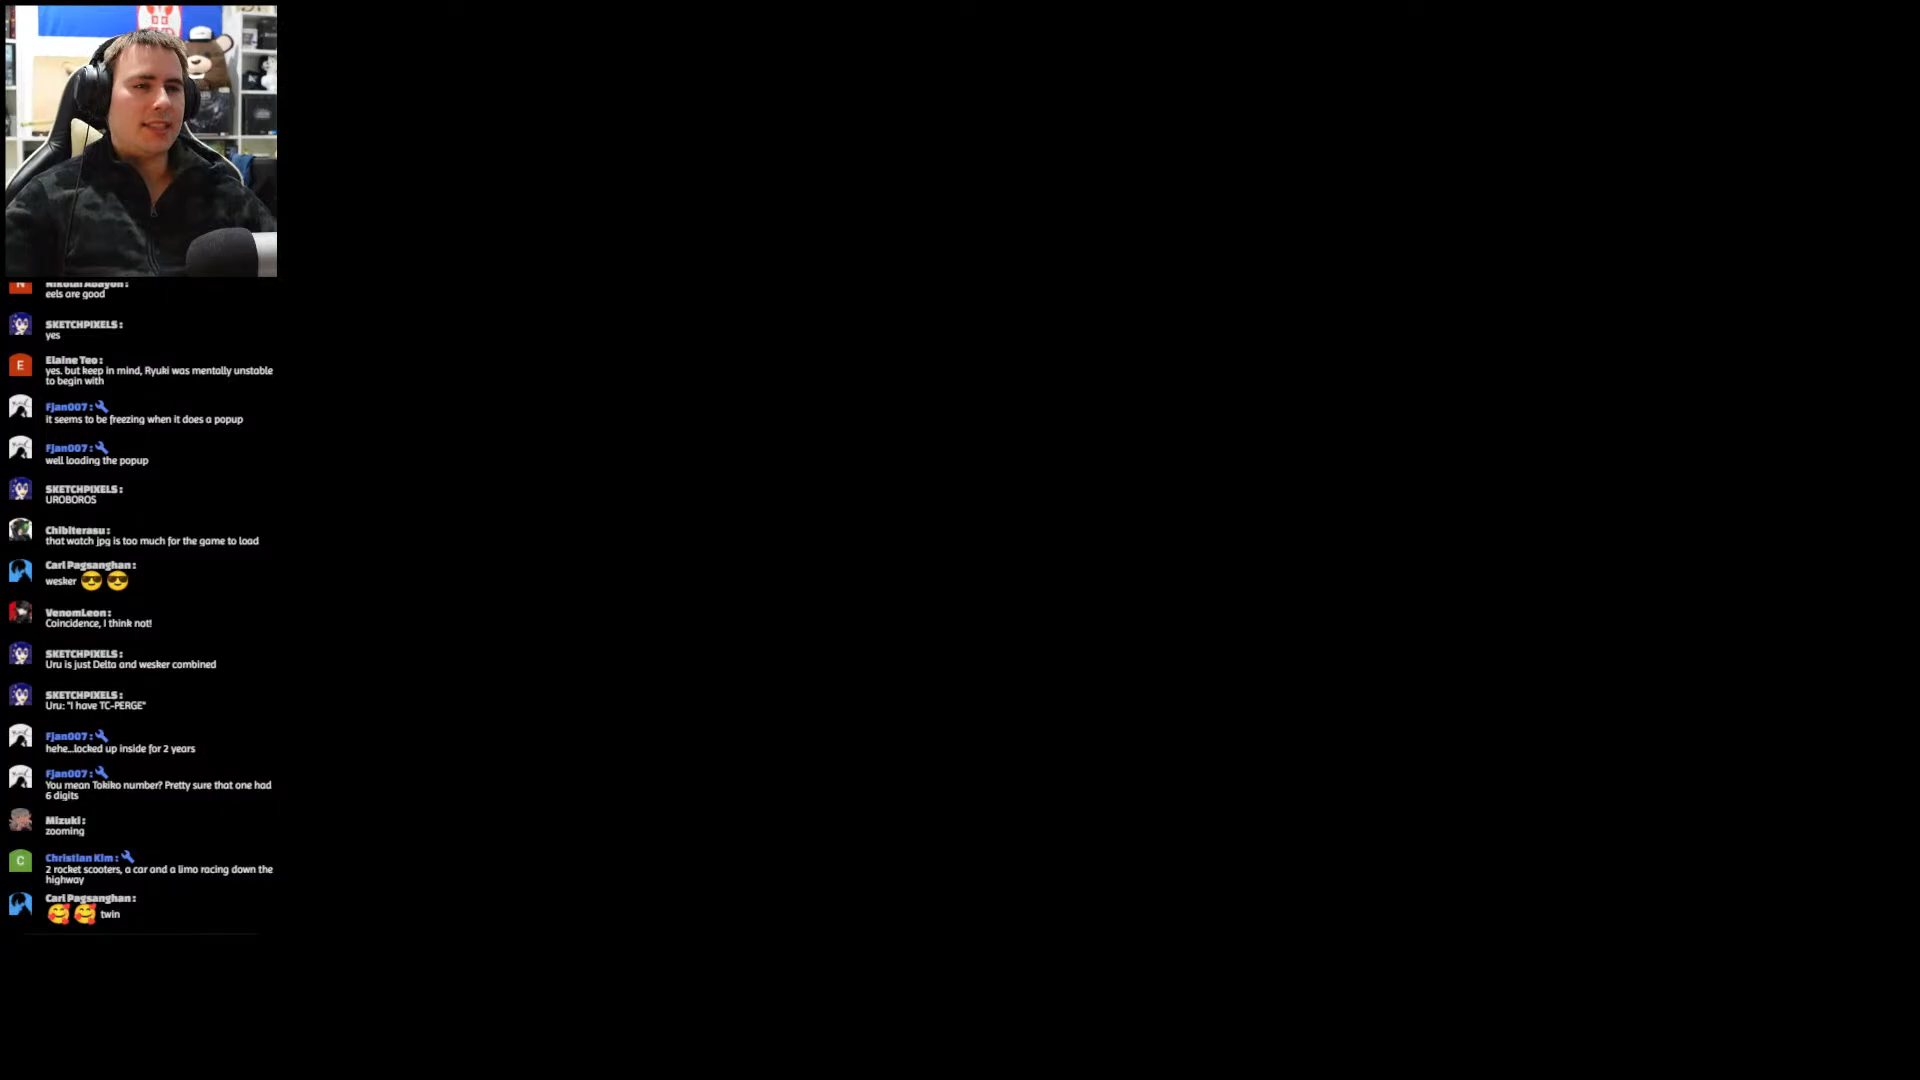 Nikolai Abayon :
eels are good
SKETCHPIXELS :
yes
E
Elaine Teo :
yes. but keep in mind, Ryuki was mentally unstable
to begin with
Fjan007 :
it seems to be freezing when it does a popup
Fjan007 :
well loading the popup
SKETCHPIXELS :
UROBOROS
Chibiterasu :
that watch jpg is too much for the game to load
Carl Pagsanghan :
wesker 😎 😎
VenomLeon :
Coincidence, I think not!
SKETCHPIXELS :
Uru is just Delta and wesker combined
SKETCHPIXELS :
Uru: "I have TC-PERGE"
Fjan007 :
hehe...locked up inside for 2 years
Fjan007 :
You mean Tokiko number? Pretty sure that one had
6 digits
Mizuki :
zooming
C
Christian Kim :
2 rocket scooters, a car and a limo racing down the
highway
Carl Pagsanghan :
🥰 🥰 twin